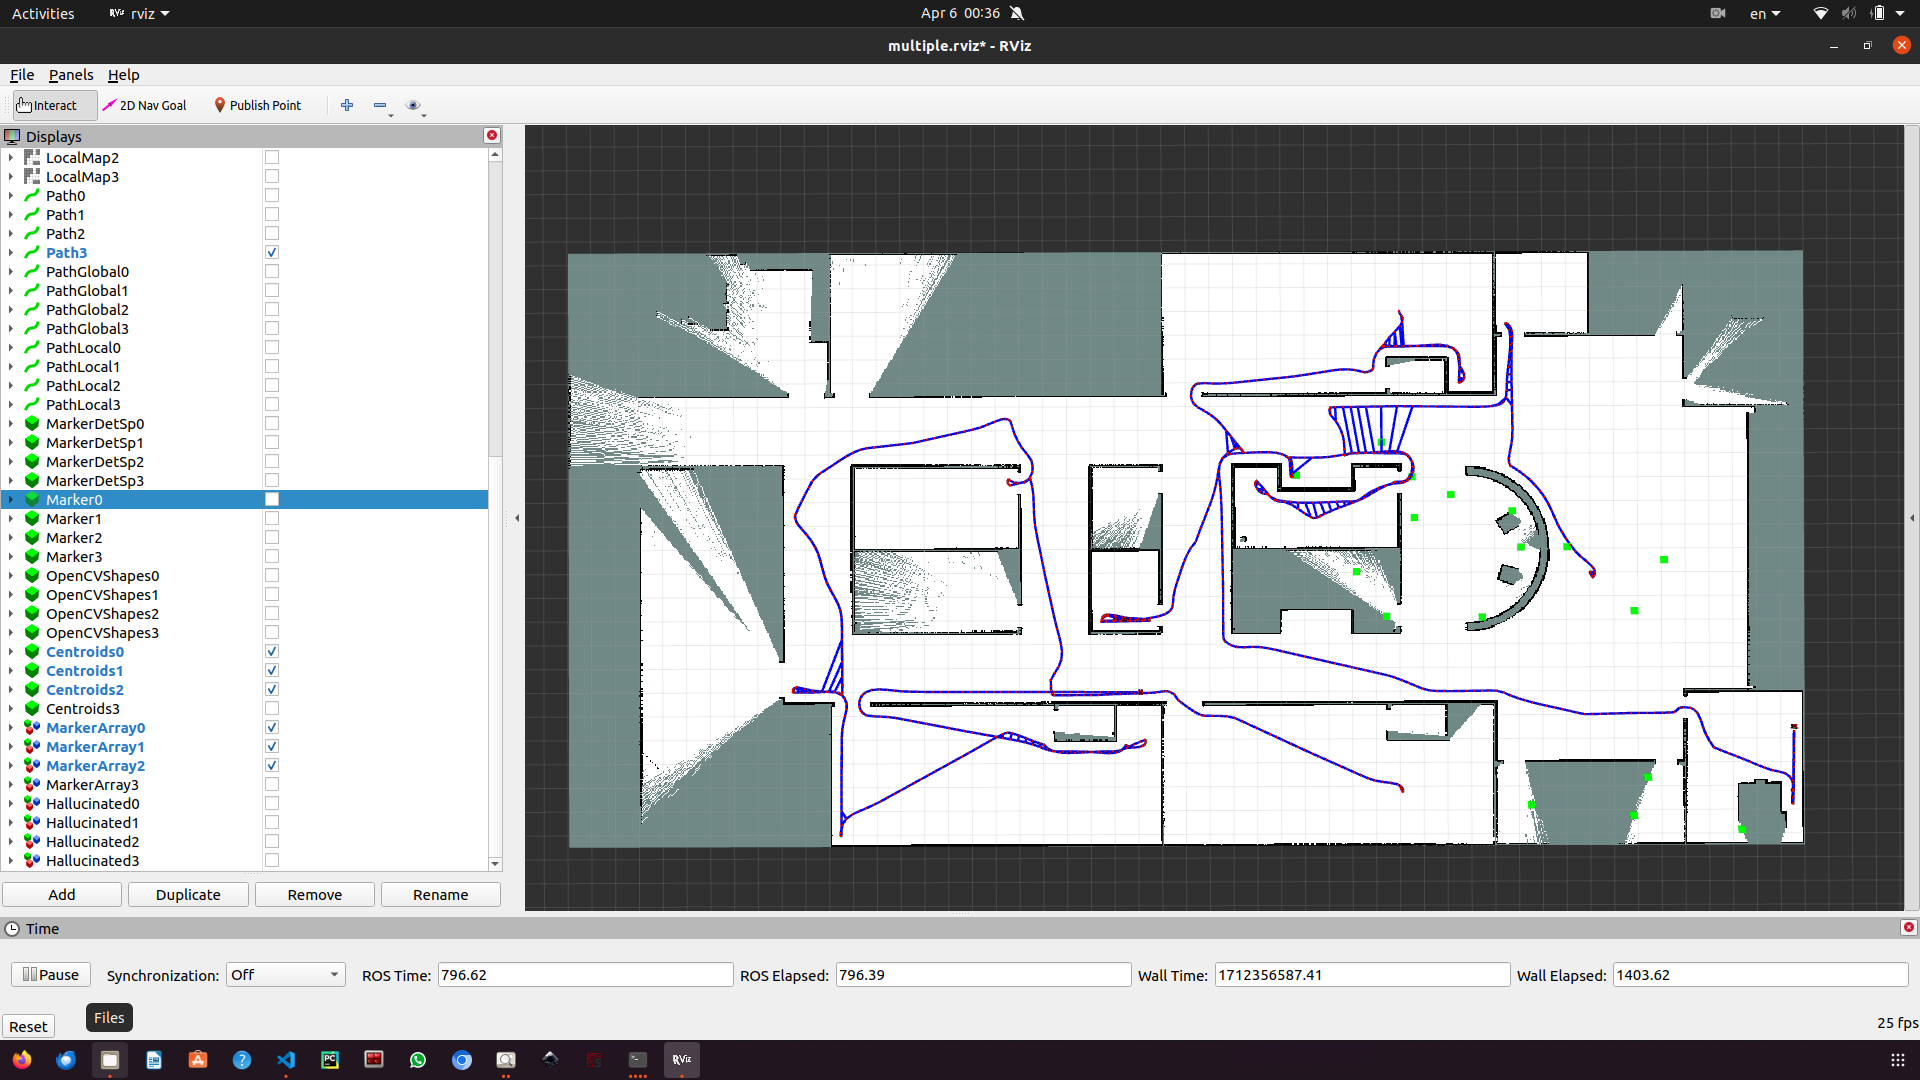 Activities
RViz
rviz
Apr 6 00:36
en
multiple.rviz* - RViz
File Panels Help
Interact
2D Nav Goal
Publish Point
Displays
LocalMap2
LocalMap3
Path0
Path1
Path2
Path3
PathGlobal0
PathGlobal1
PathGlobal2
PathGlobal3
PathLocal0
PathLocal1
PathLocal2
PathLocal3
MarkerDetSp0
MarkerDetSp1
MarkerDetSp2
MarkerDetSp3
Marker0
Marker1
Marker2
Marker3
OpenCVShapes0
OpenCVShapes1
OpenCVShapes2
OpenCVShapes3
Centroids0
Centroids1
Centroids2
Centroids3
MarkerArray0
MarkerArray1
MarkerArray2
MarkerArray3
Hallucinated0
Hallucinated1
Hallucinated2
Hallucinated3
Add Duplicate Remove Rename
Time
Pause Synchronization: Off ROS Time: 796.62 ROS Elapsed: 796.39 Wall Time: 1712356587.41 Wall Elapsed: 1403.62
Files
Reset
25 fps
PC
RViz